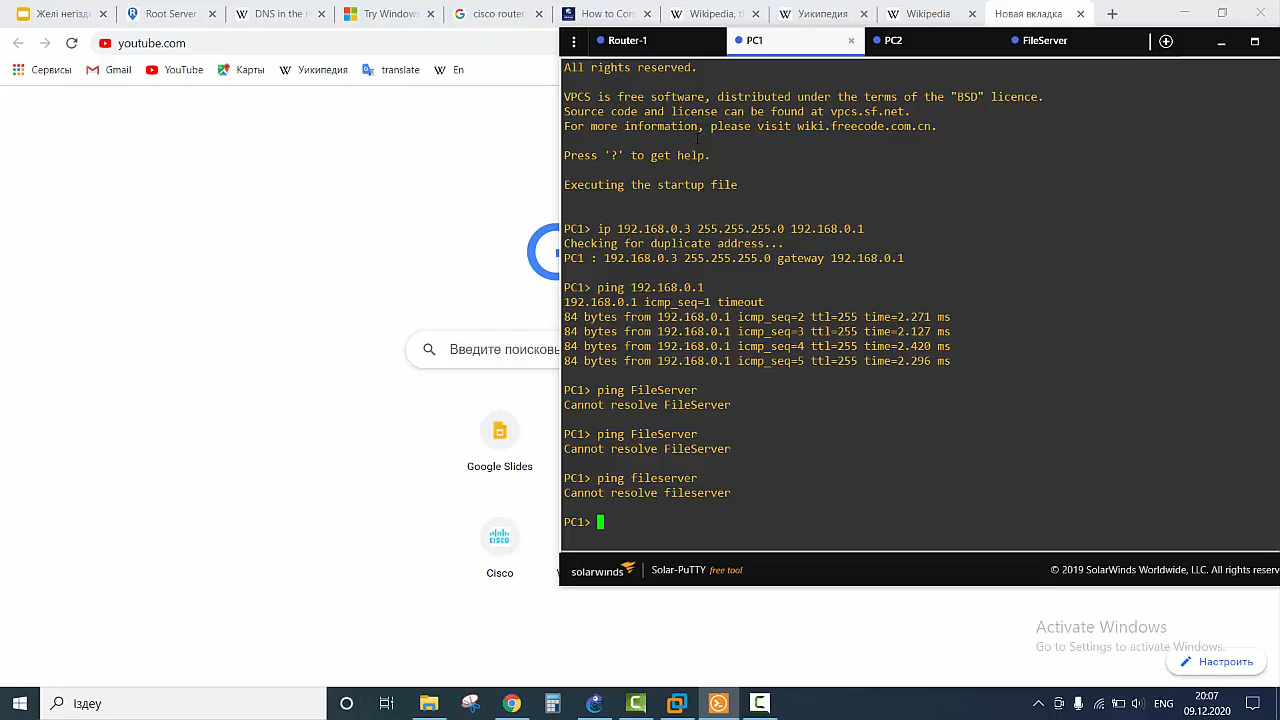 Желі негізд
Root Server
DNS in the
Try Window
cisco router
How to Con
Wikipedia, th
Уикипедия
Wikipedia
Новая вкладка
youtube.com
Router-1
PC1
PC2
FileServer
Сервисы
Gmail
YouTube
Карты
Wikипедия
translate
En
All rights reserved.
VPCS is free software, distributed under the terms of the "BSD" licence.
Source code and license can be found at vpcs.sf.net.
For more information, please visit wiki.freecode.com.cn.
Press '?' to get help.
Executing the startup file
PC1> ip 192.168.0.3 255.255.255.0 192.168.0.1
Checking for duplicate address...
PC1 : 192.168.0.3 255.255.255.0 gateway 192.168.0.1
PC1> ping 192.168.0.1
192.168.0.1 icmp_seq=1 timeout
84 bytes from 192.168.0.1 icmp_seq=2 ttl=255 time=2.271 ms
84 bytes from 192.168.0.1 icmp_seq=3 ttl=255 time=2.127 ms
84 bytes from 192.168.0.1 icmp_seq=4 ttl=255 time=2.420 ms
84 bytes from 192.168.0.1 icmp_seq=5 ttl=255 time=2.296 ms
PC1> ping FileServer
Cannot resolve FileServer
PC1> ping FileServer
Cannot resolve FileServer
PC1> ping fileserver
Cannot resolve fileserver
PC1>
Введите поисковы
Google Slides
CISCO
Cisco
solarwinds
Solar-PuTTY free tool
© 2019 SolarWinds Worldwide, LLC. All rights reserv
Activate Windows
Go to Settings to activate Windows.
Настроить
Іздеу
ENG
20:07
09.12.2020